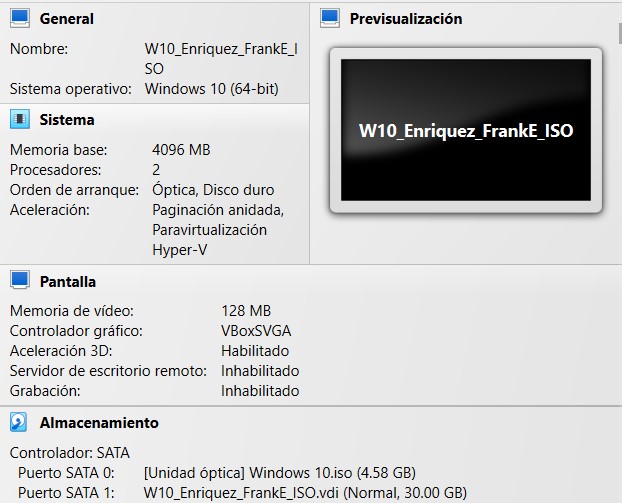 General
Nombre: W10_Enriquez_FrankE_I
SO
Sistema operativo: Windows 10 (64-bit)
Previsualización
W10_Enriquez_FrankE_ISO
Sistema
Memoria base: 4096 MB
Procesadores: 2
Orden de arranque: Óptica, Disco duro
Aceleración: Paginación anidada,
Paravirtualización
Hyper-V
Pantalla
Memoria de vídeo: 128 MB
Controlador gráfico: VBoxSVGA
Aceleración 3D: Habilitado
Servidor de escritorio remoto: Inhabilitado
Grabación: Inhabilitado
Almacenamiento
Controlador: SATA
Puerto SATA 0: [Unidad óptica] Windows 10.iso (4.58 GB)
Puerto SATA 1: W10_Enriquez_FrankE_ISO.vdi (Normal, 30.00 GB)